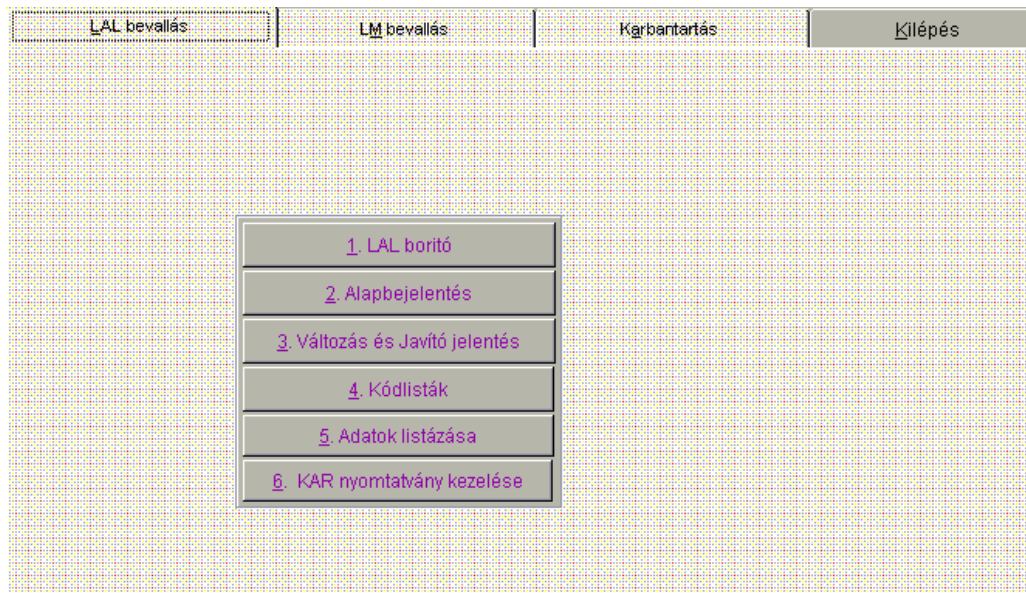 LAL bevallás LM bevallás Karbantartás Kilépés
1. LAL boritó
2. Alapbejelentés
3. Változás és Javító jelentés
4. Kódlisták
5. Adatok listázása
6. KAR nyomtatvány kezelése